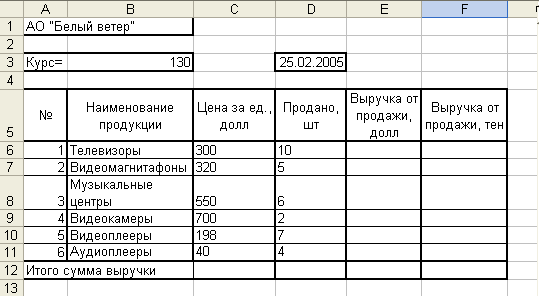 A B C D E F
1 АО "Белый ветер"
2
3 Курс= 130 25.02.2005
4
5 № Наименование продукции Цена за ед., долл Продано, шт Выручка от продажи, долл Выручка от продажи, тен
6 1 Телевизоры 300 10
7 2 Видеомагнитафоны 320 5
8 3 Музыкальные центры 550 6
9 4 Видеокамеры 700 2
10 5 Видеоплееры 198 7
11 6 Аудиоплееры 40 4
12 Итого сумма выручки
13